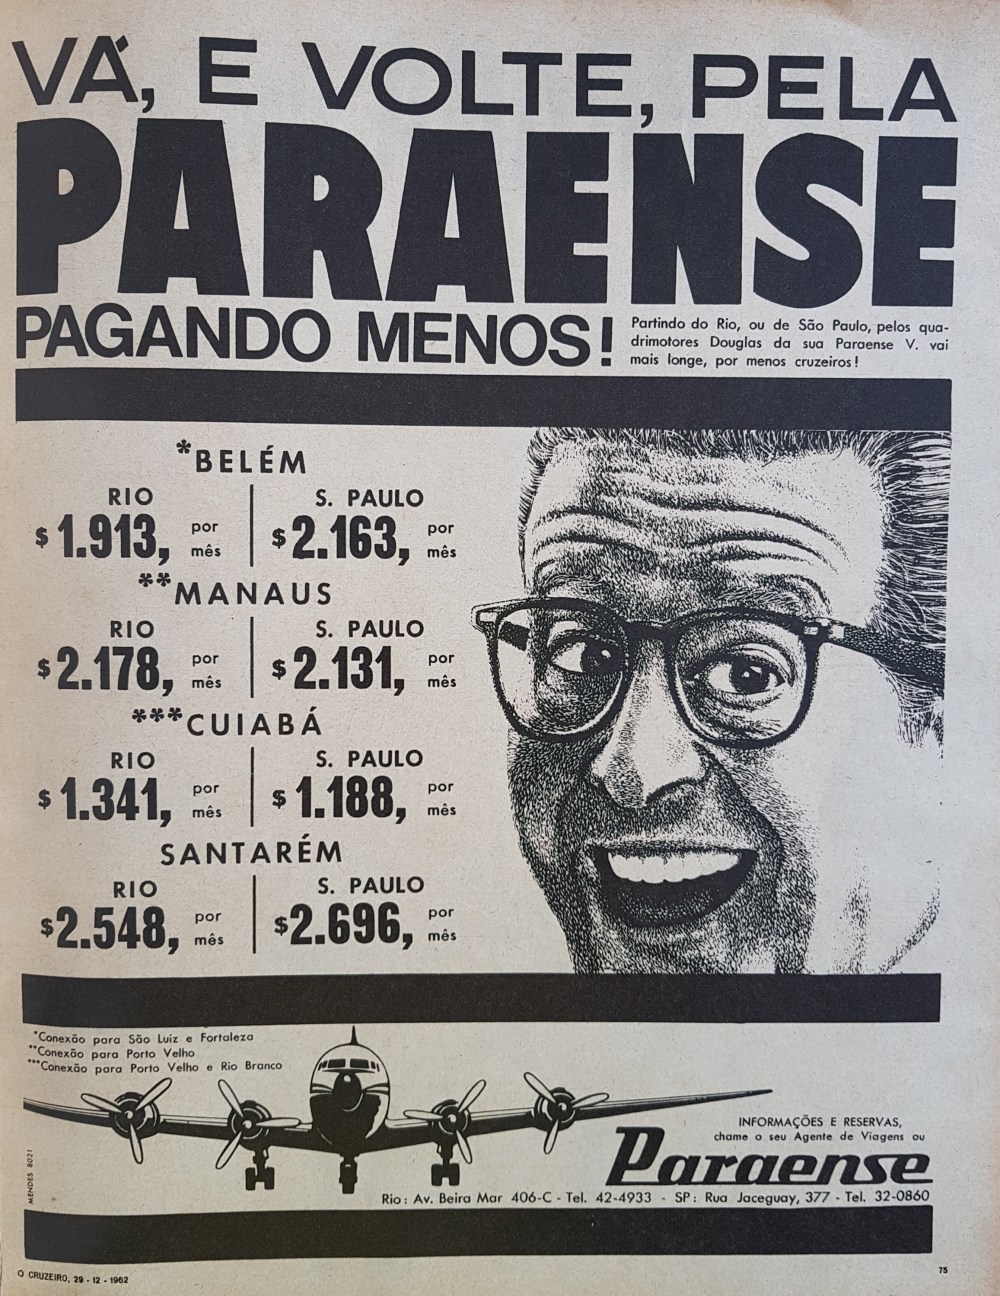 VÁ, E VOLTE, PELA
PARAENSE
PAGANDO MENOS!
Partindo do Rio, ou de São Paulo, pelos qua-
drimotores Douglas da sua Paraense V. vai
mais longe, por menos cruzeiros!
*BELÉM
RIO S. PAULO
$ 1.913, por mês $ 2.163, por mês
**MANAUS
RIO S. PAULO
$ 2.178, por mês $ 2.131, por mês
***CUIABÁ
RIO S. PAULO
$ 1.341, por mês $ 1.188, por mês
SANTARÉM
RIO S. PAULO
$ 2.548, por mês $ 2.696, por mês
*Conexão para São Luiz e Fortaleza
**Conexão para Porto Velho
***Conexão para Porto Velho e Rio Branco
INFORMAÇÕES E RESERVAS,
chame o seu Agente de Viagens ou
Paraense
Rio: Av. Beira Mar 406-C - Tel. 42-4933 - SP: Rua Jaceguay, 377 - Tel. 32-0860
MENDES 8021
O CRUZEIRO, 29 - 12 - 1962
75